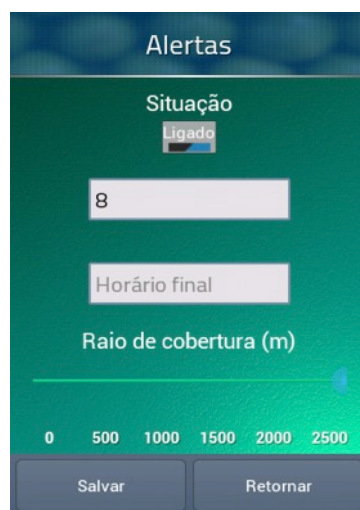 Alertas
Situação
Ligado
8
Horário final
Raio de cobertura (m)
0 500 1000 1500 2000 2500
Salvar Retornar